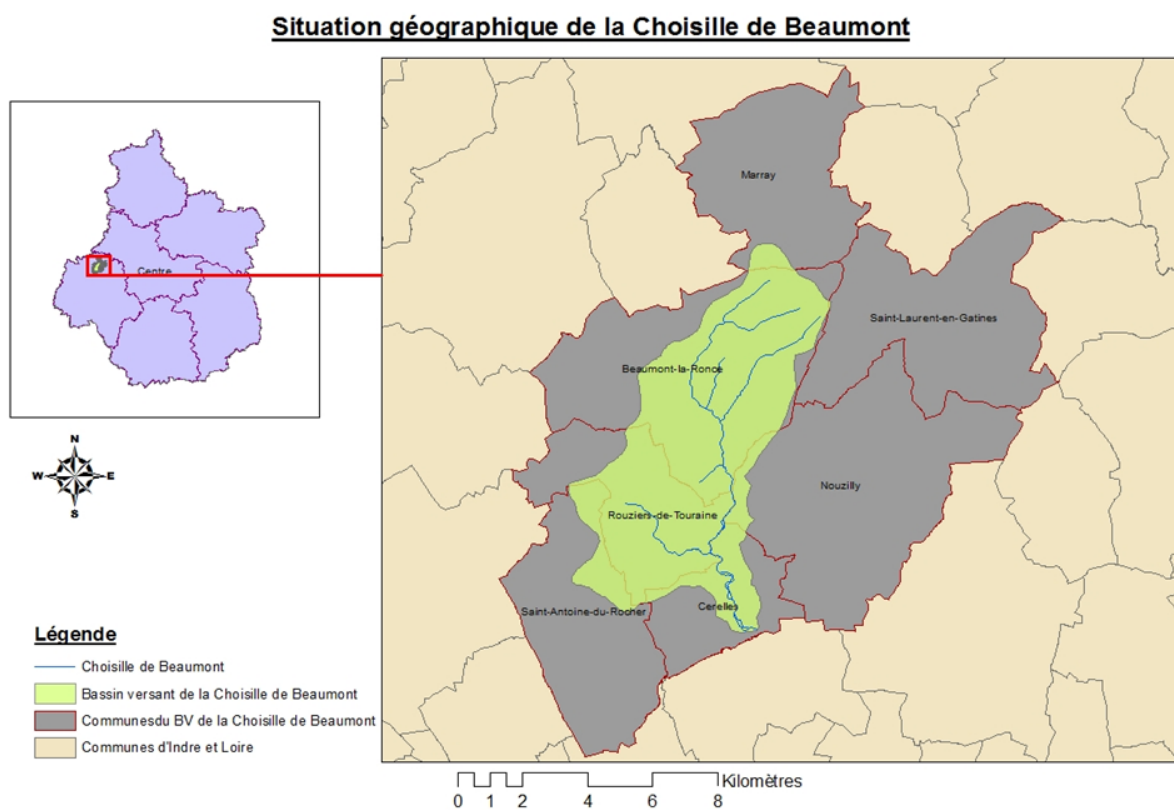 Situation géographique de la Choisille de Beaumont
Centre
Marray
Saint-Laurent-en-Gatines
Beaumont-la-Ronce
Nouzilly
Rouziers-de-Touraine
Saint-Antoine-du-Rocher
Cerelles
N
W E
S
Légende
Choisille de Beaumont
Bassin versant de la Choisille de Beaumont
Communesdu BV de la Choisille de Beaumont
Communes d'Indre et Loire
Kilomètres
0 1 2 4 6 8